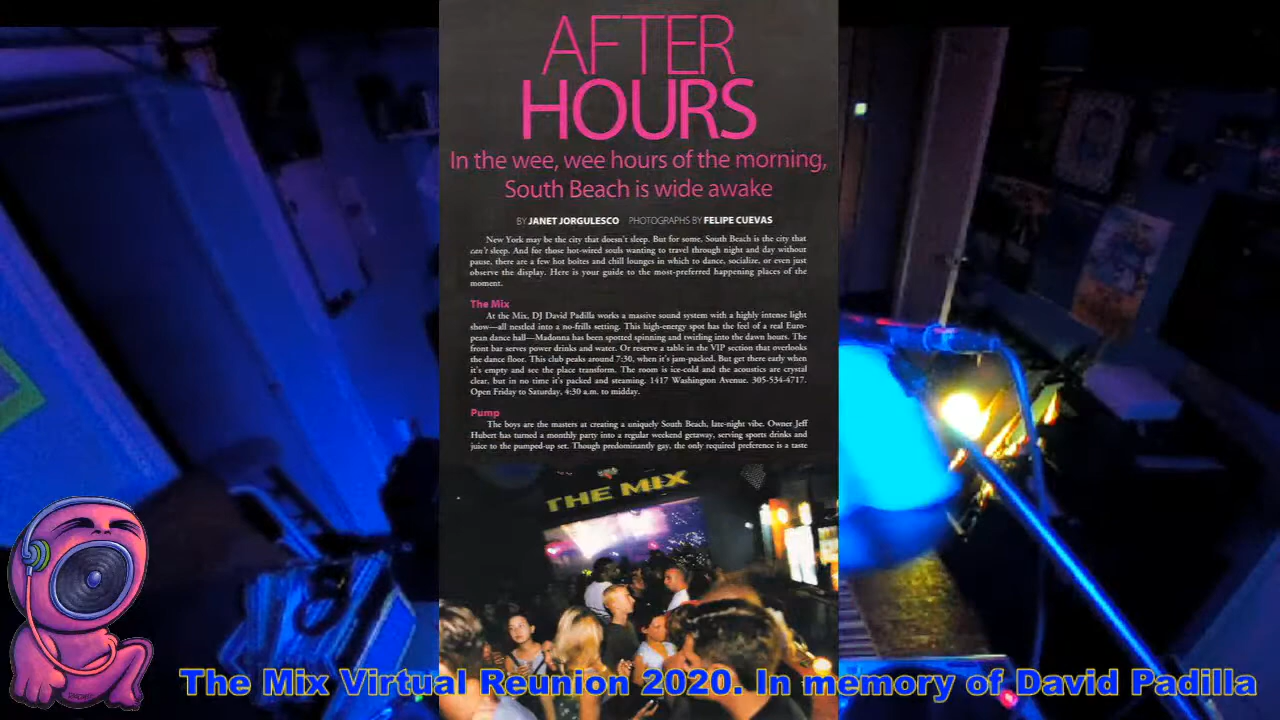 AFTER
HOURS
In the wee, wee hours of the morning,
South Beach is wide awake
BY JANET JORGULESCO PHOTOGRAPHS BY FELIPE CUEVAS
New York may be the city that doesn't sleep. But for some, South Beach is the city that
can't sleep. And for those hot-wired souls wanting to travel through night and day without
pause, there are a few hot boîtes and chill lounges in which to dance, socialize, or even just
observe the display. Here is your guide to the most-preferred happening places of the
moment.
The Mix
At the Mix, DJ David Padilla works a massive sound system with a highly intense light
show—all nestled into a no-frills setting. This high-energy spot has the feel of a real Euro-
pean dance hall—Madonna has been spotted spinning and twirling into the dawn hours. The
front bar serves power drinks and water. Or reserve a table in the VIP section that overlooks
the dance floor. This club peaks around 7:30, when it's jam-packed. But get there early when
it's empty and see the place transform. The room is ice-cold and the acoustics are crystal
clear, but in no time it's packed and steaming. 1417 Washington Avenue. 305-534-4717.
Open Friday to Saturday, 4:30 a.m. to midday.
Pump
The boys are the masters at creating a uniquely South Beach, late-night vibe. Owner Jeff
Hubert has turned a monthly party into a regular weekend getaway, serving sports drinks and
juice to the pumped-up set. Though predominantly gay, the only required preference is a taste
THE MIX
The Mix Virtual Reunion 2020. In memory of David Padilla